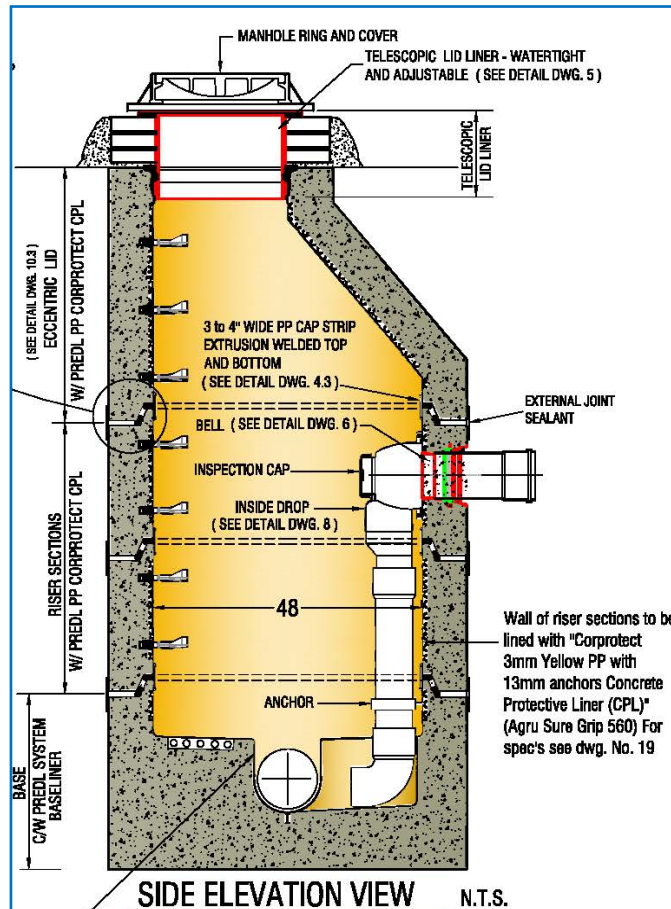 MANHOLE RING AND COVER
TELESCOPIC LID LINER - WATERTIGHT
AND ADJUSTABLE ( SEE DETAIL DWG. 5 )
TELESCOPIC
LID LINER
( SEE DETAIL DWG. 10.3 )
ECCENTRIC LID
W/ PREDL PP CORPROTECT CPL
3 to 4" WIDE PP CAP STRIP
EXTRUSION WELDED TOP
AND BOTTOM
( SEE DETAIL DWG. 4.3 )
EXTERNAL JOINT
SEALANT
BELL ( SEE DETAIL DWG. 6 )
INSPECTION CAP
INSIDE DROP
( SEE DETAIL DWG. 8 )
RISER SECTIONS
W/ PREDL PP CORPROTECT CPL
48
Wall of riser sections to be
lined with "Corprotect
3mm Yellow PP with
13mm anchors Concrete
Protective Liner (CPL)"
(Agru Sure Grip 560) For
spec's see dwg. No. 19
ANCHOR
BASE
C/W PREDL SYSTEM
BASELINER
SIDE ELEVATION VIEW N.T.S.